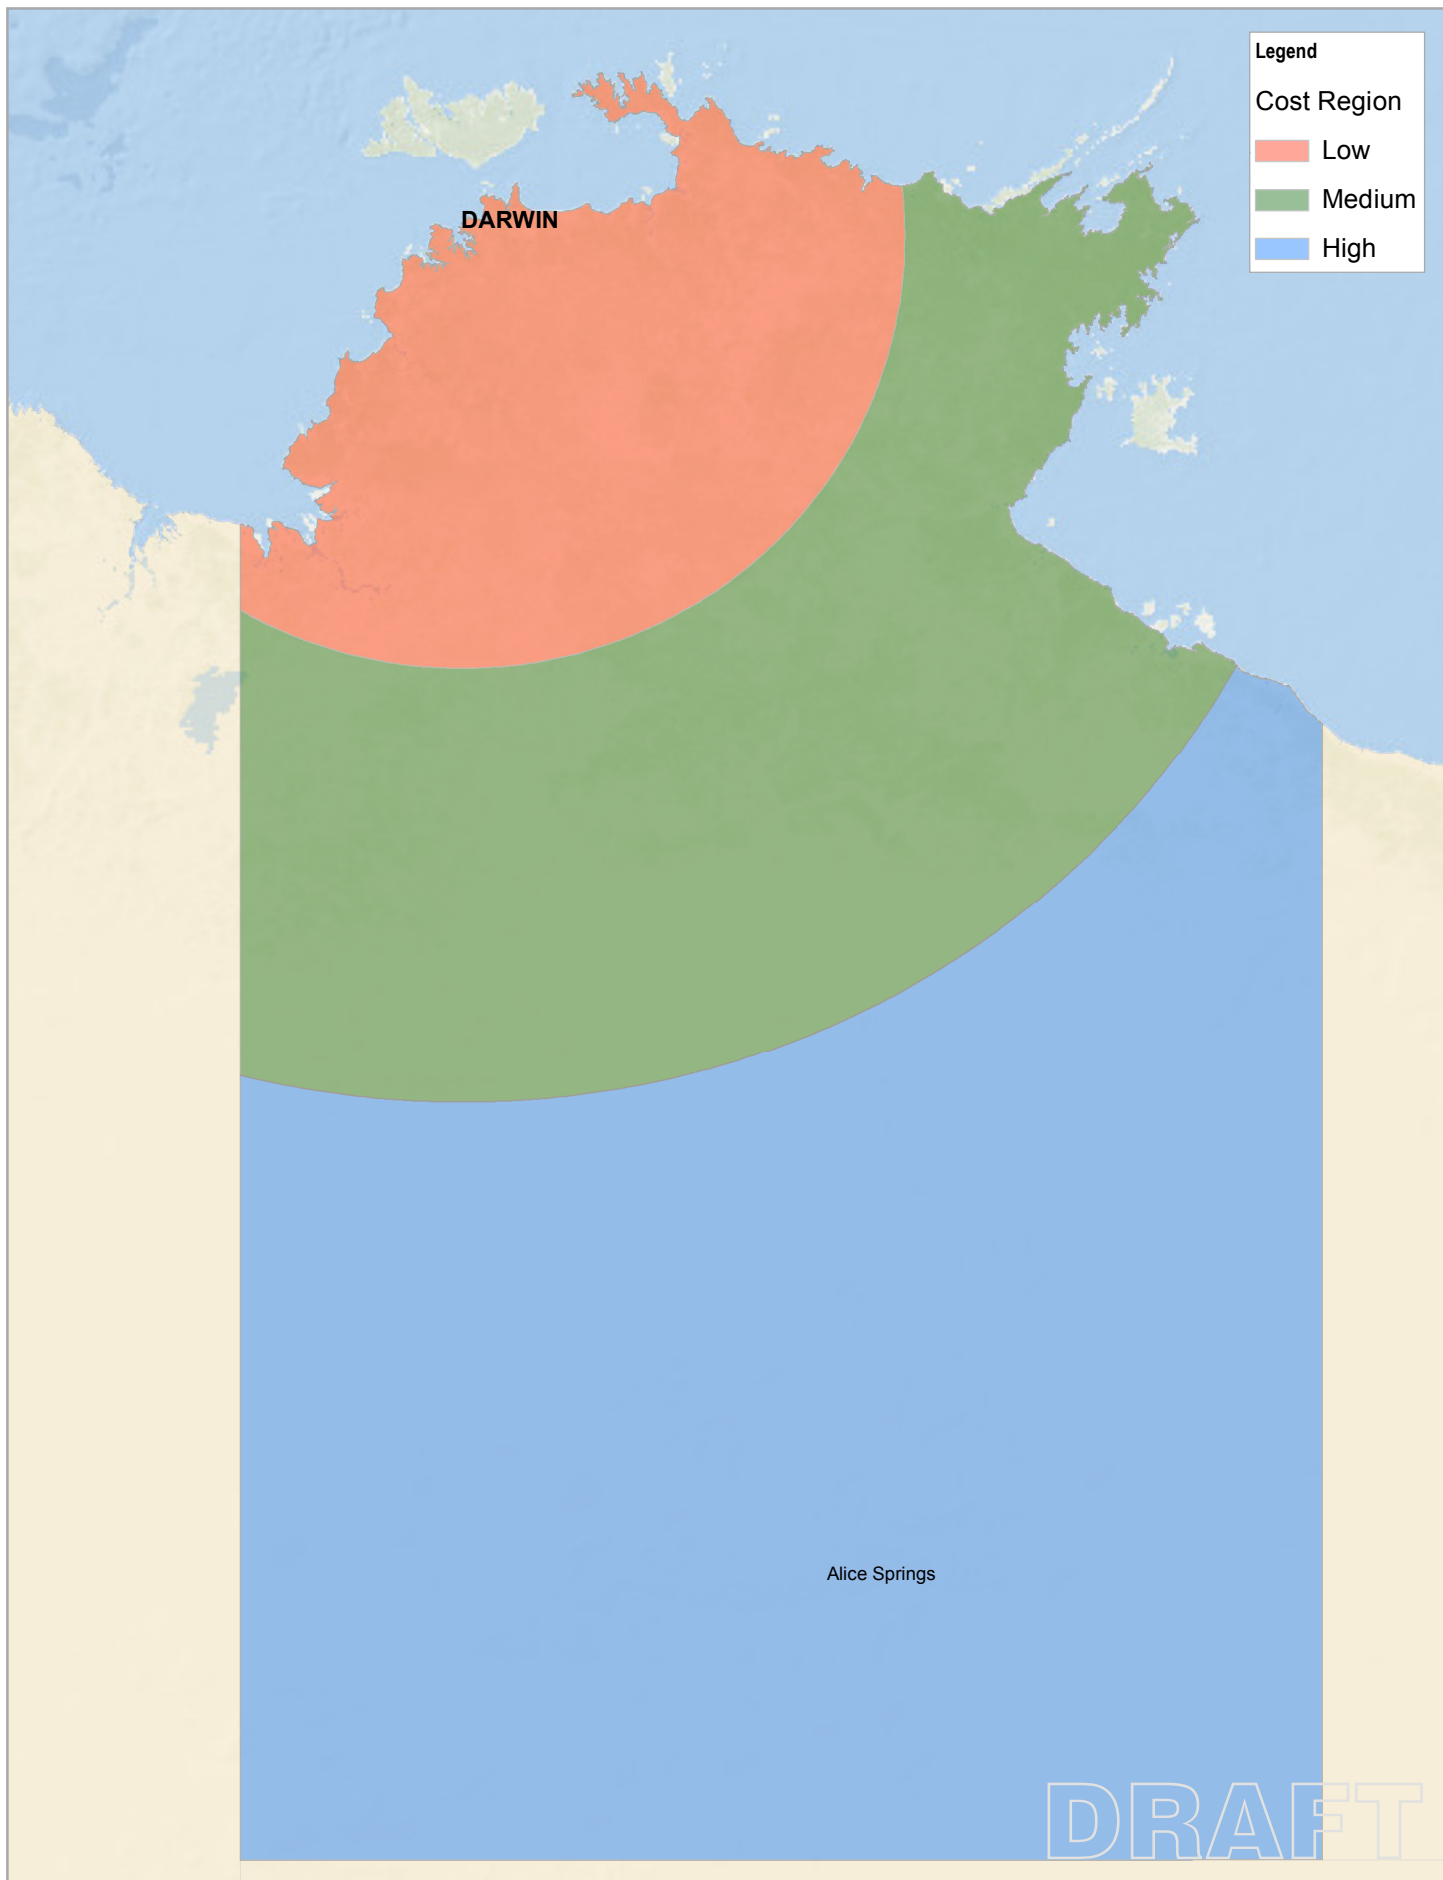 Legend
Cost Region
Low
Medium
High
DARWIN
Alice Springs
DRAFT